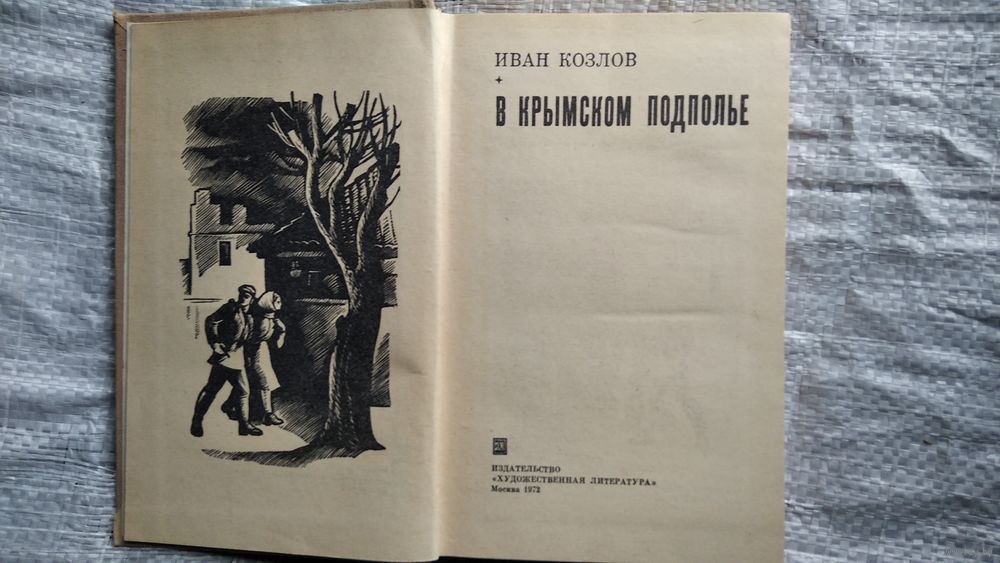 ИВАН КОЗЛОВ
В КРЫМСКОМ ПОДПОЛЬЕ
ИЗДАТЕЛЬСТВО
«ХУДОЖЕСТВЕННАЯ ЛИТЕРАТУРА»
Москва 1972